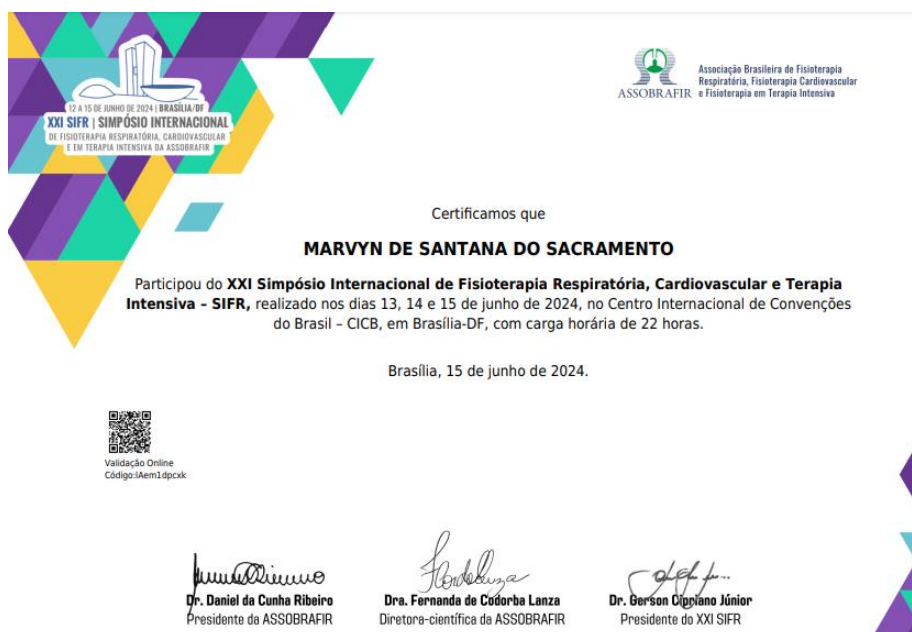 12 A 15 DE JUNHO DE 2024 | BRASÍLIA/DF
XXI SIFR | SIMPÓSIO INTERNACIONAL
DE FISIOTERAPIA RESPIRATÓRIA, CARDIOVASCULAR
E EM TERAPIA INTENSIVA DA ASSOBRAFIR
ASSOBRAFIR
Associação Brasileira de Fisioterapia
Respiratória, Fisioterapia Cardiovascular
e Fisioterapia em Terapia Intensiva
Certificamos que
MARVYN DE SANTANA DO SACRAMENTO
Participou do XXI Simpósio Internacional de Fisioterapia Respiratória, Cardiovascular e Terapia
Intensiva – SIFR, realizado nos dias 13, 14 e 15 de junho de 2024, no Centro Internacional de Convenções
do Brasil – CICB, em Brasília-DF, com carga horária de 22 horas.
Brasília, 15 de junho de 2024.
Validação Online
Código:lAem1dpcxk
Dr. Daniel da Cunha Ribeiro
Presidente da ASSOBRAFIR
Dra. Fernanda de Codorba Lanza
Diretora-científica da ASSOBRAFIR
Dr. Gerson Cipriano Júnior
Presidente do XXI SIFR